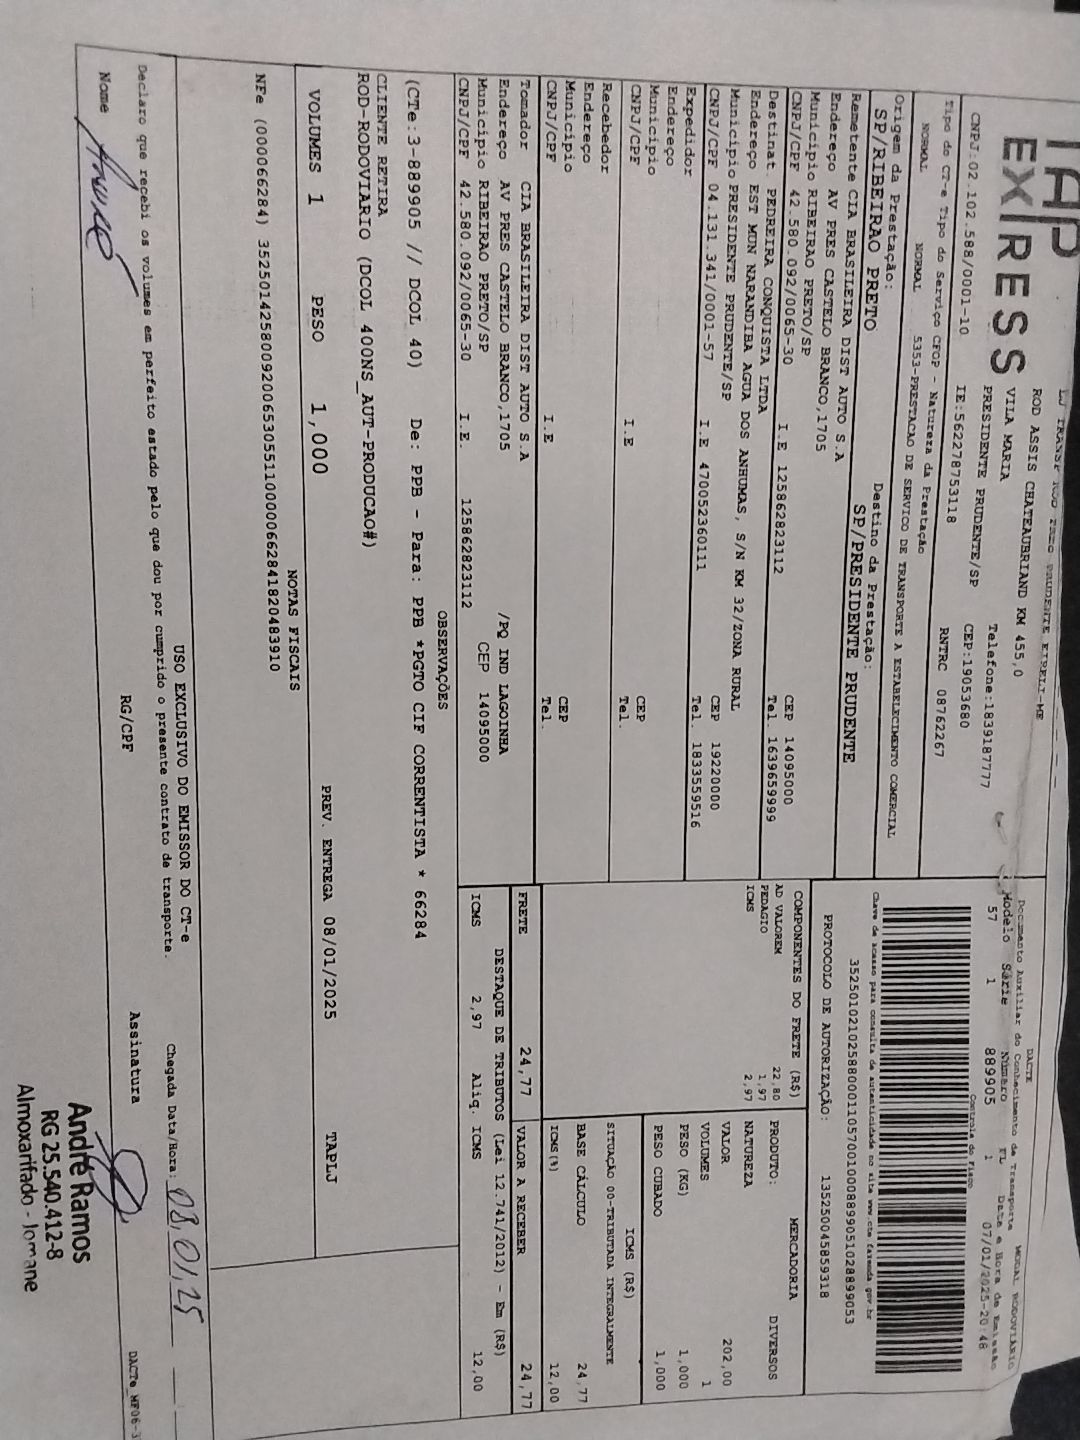 TAP
EX/RESS
ROD ASSIS CHATEAUBRIAND KM 455,0
VILA MARIA
PRESIDENTE PRUDENTE/SP
Telefone:1839187777
CEP:19053680
CNPJ:02.102.588/0001-10
IE:562278753118
RNTRC 08762267
DACTE
Documento Auxiliar do Conhecimento de Transporte
MODAL RODOVIÁRIO
Modelo Série Número FL Data e Hora de Emissão
57 1 889905 1 07/01/2025-20:48
Controle do Fisco
Chave de acesso para consulta de autenticidade no site www.cte.fazenda.gov.br
PROTOCOLO DE AUTORIZAÇÃO: 135250045859318
Tipo do CT-e Tipo do Serviço CFOP - Natureza da Prestação
NORMAL NORMAL 5353-PRESTACAO DE SERVICO DE TRANSPORTE A ESTABELECIMENTO COMERCIAL
Origem da Prestação: Destino da Prestação:
SP/RIBEIRAO PRETO SP/PRESIDENTE PRUDENTE
Remetente CIA BRASILEIRA DIST AUTO S.A
Endereço AV PRES CASTELO BRANCO,1705
Município RIBEIRAO PRETO/SP CEP 14095000
CNPJ/CPF 42.580.092/0065-30 I.E 125862823112 Tel. 1639659999
Destinat. PEDREIRA CONQUISTA LTDA
Endereço EST MUN NARANDIBA AGUA DOS ANHUMAS, S/N KM 32/ZONA RURAL
Município PRESIDENTE PRUDENTE/SP CEP 19220000
CNPJ/CPF 04.131.341/0001-57 I.E 470052360111 Tel. 1833559516
Expedidor
Endereço
Município CEP
CNPJ/CPF I.E Tel.
Recebedor
Endereço
Município CEP
CNPJ/CPF I.E Tel.
Tomador CIA BRASILEIRA DIST AUTO S.A
Endereço AV PRES CASTELO BRANCO,1705 /PQ IND LAGOINHA
Município RIBEIRAO PRETO/SP CEP 14095000
CNPJ/CPF 42.580.092/0065-30 I.E. 125862823112
COMPONENTES DO FRETE (R$)
AD VALOREM 22,80
PEDAGIO 1,97
ICMS 2,97
MERCADORIA
PRODUTO: DIVERSOS
NATUREZA
VALOR 202,00
VOLUMES 1
PESO (KG) 1,000
PESO CUBADO 1,000
ICMS (R$)
SITUAÇÃO 00-TRIBUTADA INTEGRALMENTE
BASE CÁLCULO 24,77
ICMS(%) 12,00
FRETE 24,77 VALOR A RECEBER 24,77
DESTAQUE DE TRIBUTOS (Lei 12.741/2012) - Em (R$)
ICMS 2,97 Aliq. ICMS 12,00
OBSERVAÇÕES
(CTe:3-889905 // DCOL 40) De: PPB - Para: PPB *PGTO CIF CORRENTISTA * 66284
CLIENTE RETIRA
ROD-RODOVIARIO (DCOL 400NS_AUT-PRODUCAO#)
VOLUMES 1 PESO 1,000 PREV. ENTREGA 08/01/2025 TAPLJ
NOTAS FISCAIS
USO EXCLUSIVO DO EMISSOR DO CT-e
Declaro que recebi os volumes em perfeito estado pelo que dou por cumprido o presente contrato de transporte.
Chegada Data/Hora: 08/01/25
Nome RG/CPF Assinatura
André Ramos
RG 25.540.412-8
Almoxarifado - Jomane